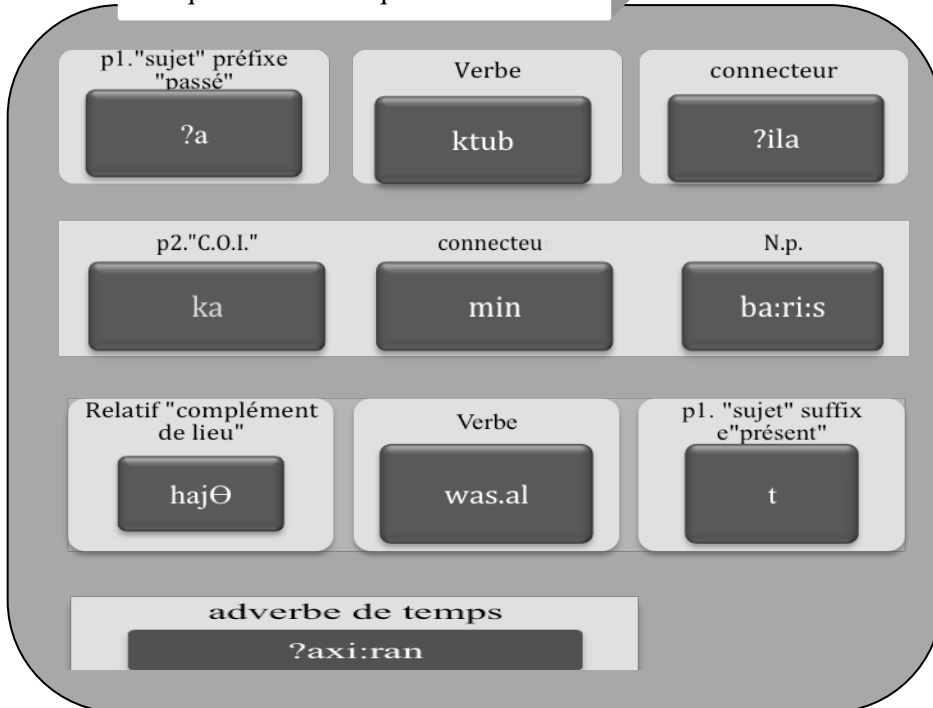 p1."sujet" préfixe
"passé"
?a
Verbe
ktub
connecteur
?ila
p2."C.O.I."
ka
connecteu
min
N.p.
ba:ri:s
Relatif "complément
de lieu"
hajΘ
Verbe
was.al
p1. "sujet" suffix
e"présent"
t
adverbe de temps
?axi:ran